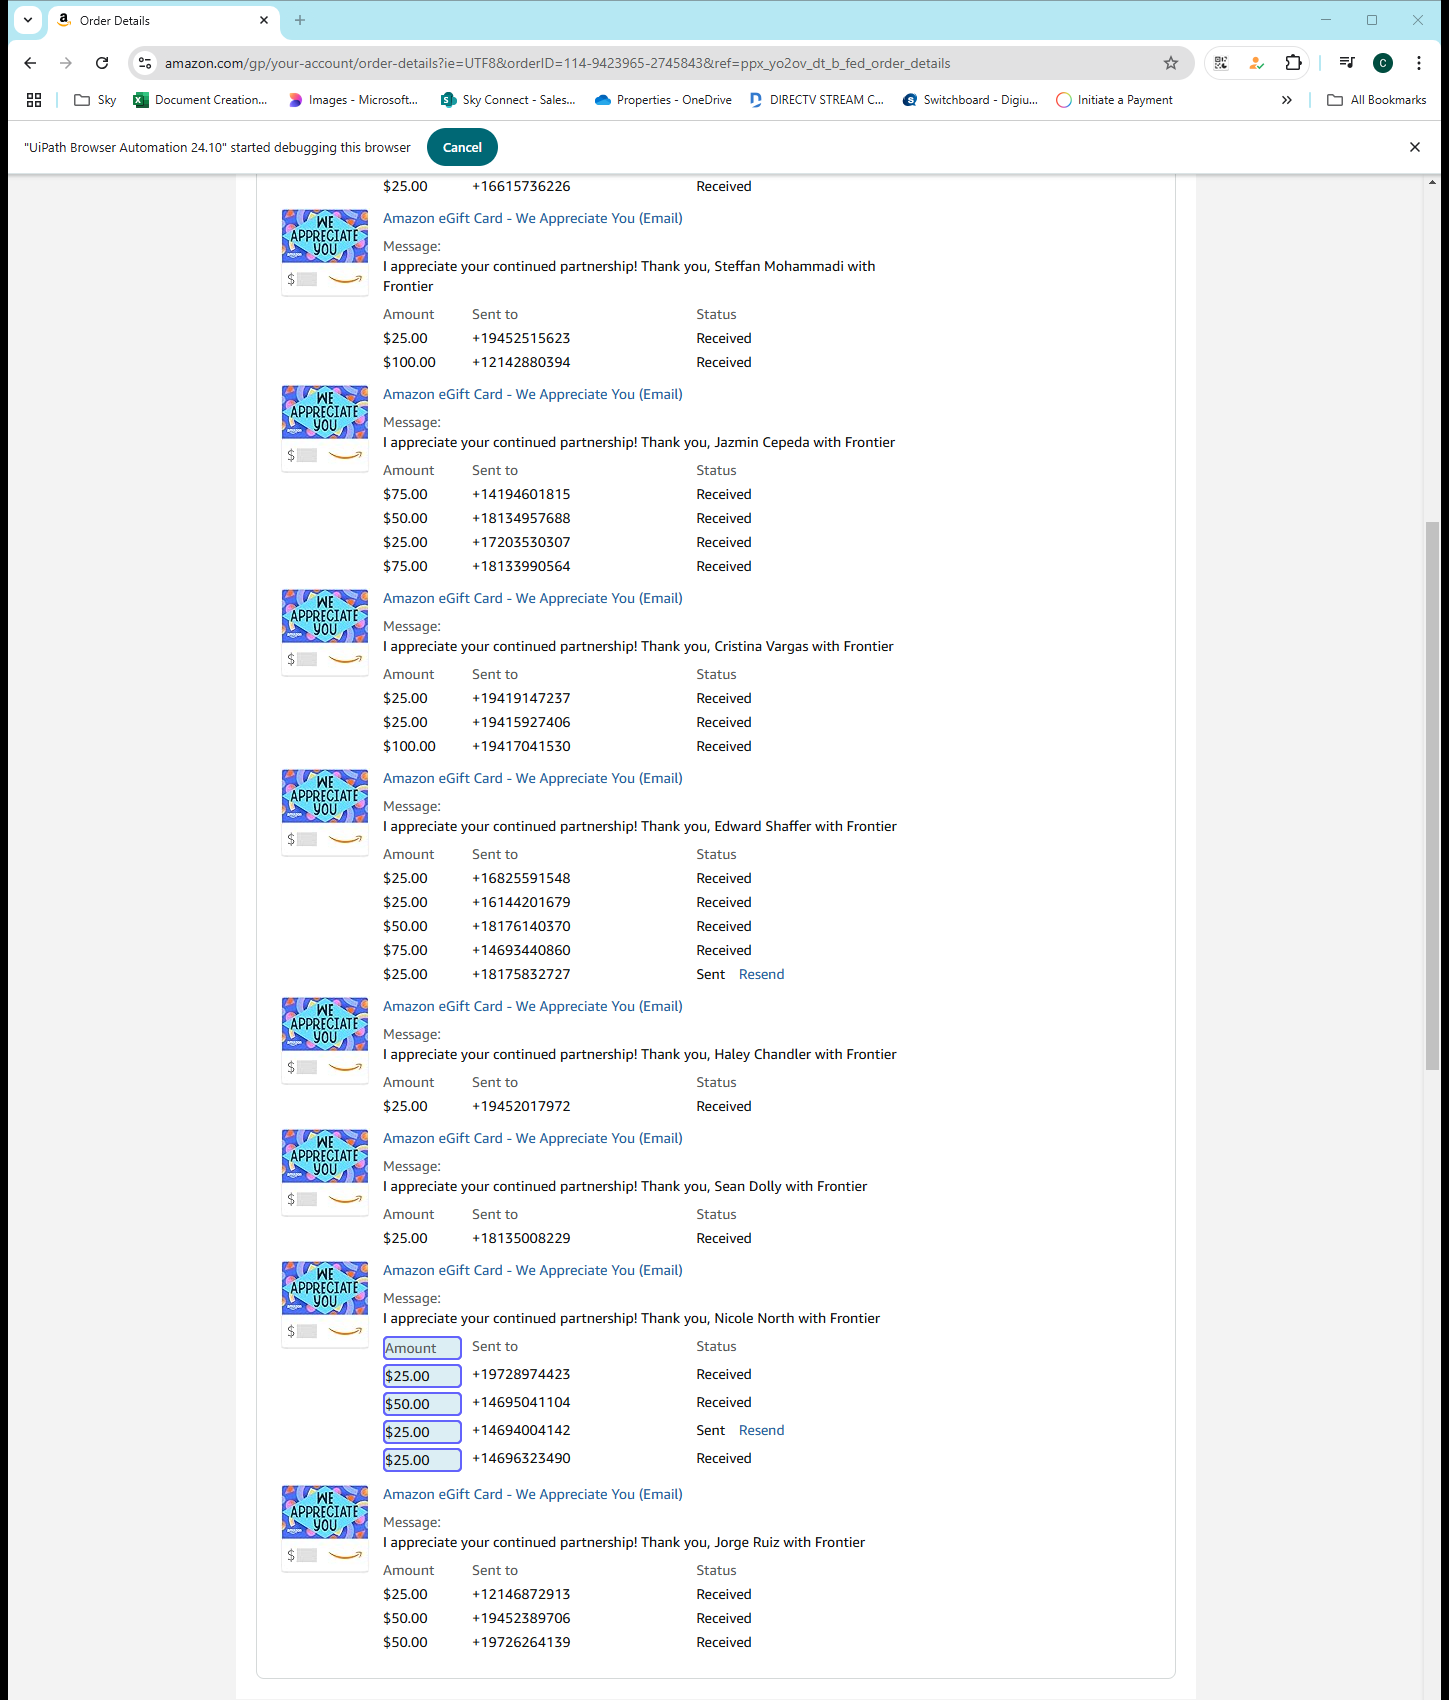 Order Details
amazon.com/gp/your-account/order-details?ie=UTF8&orderID=114-9423965-2745843&ref=ppx_yo2ov_dt_b_fed_order_details
C
Sky
Document Creation...
Images - Microsoft...
Sky Connect - Sales...
Properties - OneDrive
DIRECTV STREAM C...
Switchboard - Digiu...
Initiate a Payment
All Bookmarks
"UiPath Browser Automation 24.10" started debugging this browser
Cancel
$25.00 +16615736226 Received
WE APPRECIATE YOU
$
Amazon eGift Card - We Appreciate You (Email)
Message:
I appreciate your continued partnership! Thank you, Steffan Mohammadi with
Frontier
Amount Sent to Status
$25.00 +19452515623 Received
$100.00 +12142880394 Received
WE APPRECIATE YOU
$
Amazon eGift Card - We Appreciate You (Email)
Message:
I appreciate your continued partnership! Thank you, Jazmin Cepeda with Frontier
Amount Sent to Status
$75.00 +14194601815 Received
$50.00 +18134957688 Received
$25.00 +17203530307 Received
$75.00 +18133990564 Received
WE APPRECIATE YOU
$
Amazon eGift Card - We Appreciate You (Email)
Message:
I appreciate your continued partnership! Thank you, Cristina Vargas with Frontier
Amount Sent to Status
$25.00 +19419147237 Received
$25.00 +19415927406 Received
$100.00 +19417041530 Received
WE APPRECIATE YOU
$
Amazon eGift Card - We Appreciate You (Email)
Message:
I appreciate your continued partnership! Thank you, Edward Shaffer with Frontier
Amount Sent to Status
$25.00 +16825591548 Received
$25.00 +16144201679 Received
$50.00 +18176140370 Received
$75.00 +14693440860 Received
$25.00 +18175832727 Sent Resend
WE APPRECIATE YOU
$
Amazon eGift Card - We Appreciate You (Email)
Message:
I appreciate your continued partnership! Thank you, Haley Chandler with Frontier
Amount Sent to Status
$25.00 +19452017972 Received
WE APPRECIATE YOU
$
Amazon eGift Card - We Appreciate You (Email)
Message:
I appreciate your continued partnership! Thank you, Sean Dolly with Frontier
Amount Sent to Status
$25.00 +18135008229 Received
WE APPRECIATE YOU
$
Amazon eGift Card - We Appreciate You (Email)
Message:
I appreciate your continued partnership! Thank you, Nicole North with Frontier
Amount Sent to Status
$25.00 +19728974423 Received
$50.00 +14695041104 Received
$25.00 +14694004142 Sent Resend
$25.00 +14696323490 Received
WE APPRECIATE YOU
$
Amazon eGift Card - We Appreciate You (Email)
Message:
I appreciate your continued partnership! Thank you, Jorge Ruiz with Frontier
Amount Sent to Status
$25.00 +12146872913 Received
$50.00 +19452389706 Received
$50.00 +19726264139 Received